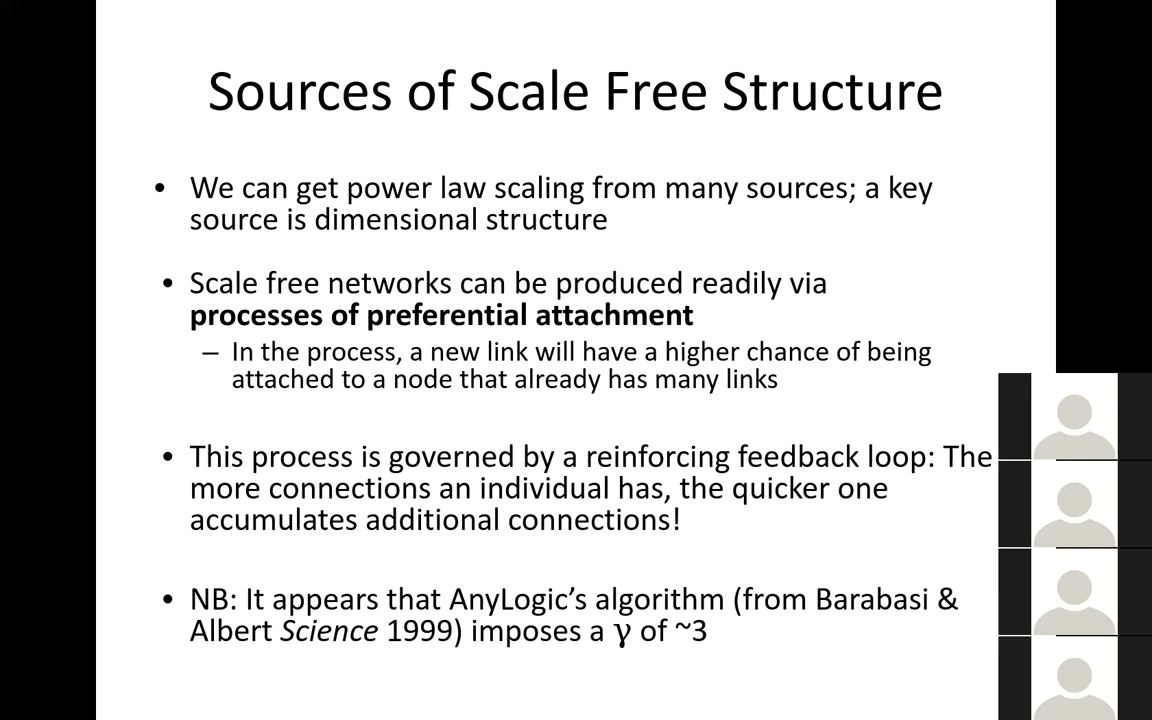 Sources of Scale Free Structure
• We can get power law scaling from many sources; a key
source is dimensional structure
• Scale free networks can be produced readily via
processes of preferential attachment
– In the process, a new link will have a higher chance of being
attached to a node that already has many links
• This process is governed by a reinforcing feedback loop: The
more connections an individual has, the quicker one
accumulates additional connections!
• NB: It appears that AnyLogic’s algorithm (from Barabasi &
Albert Science 1999) imposes a γ of ~3